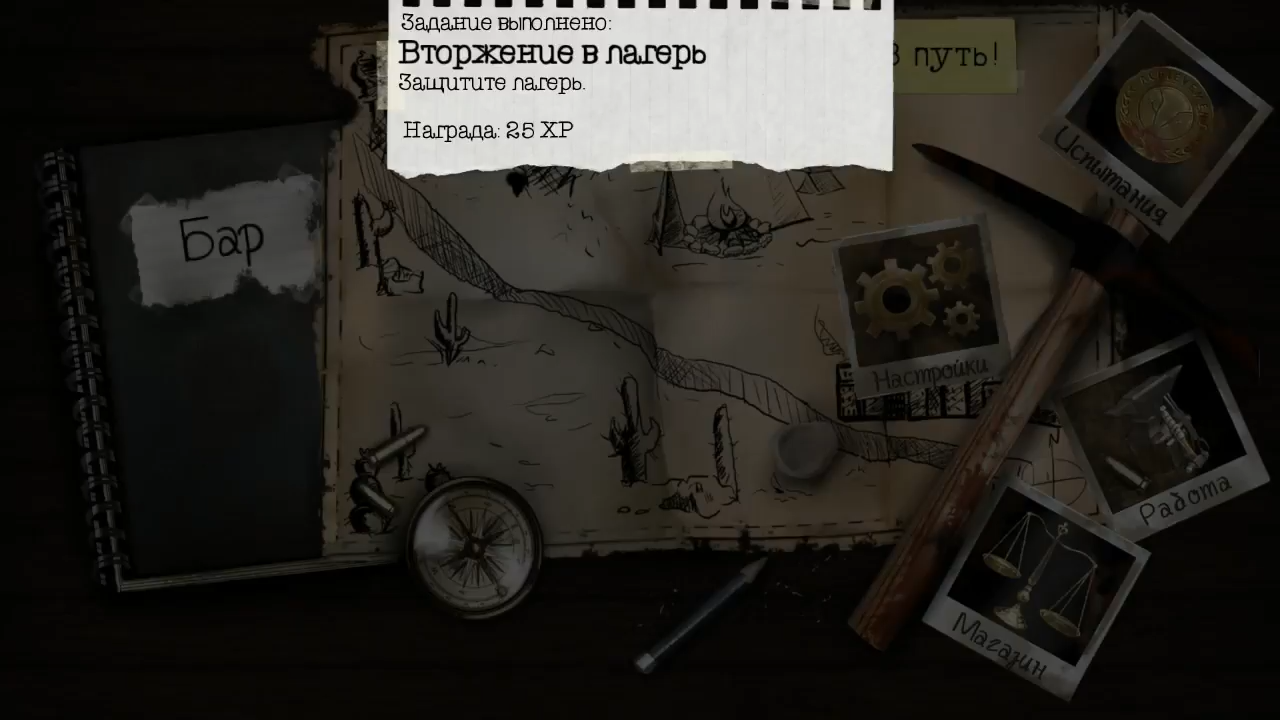 Задание выполнено:
Вторжение в лагерь
Защитите лагерь.
Награда: 25 XP
В путь!
Испытания
Бар
Настройки
Работа
Магазин